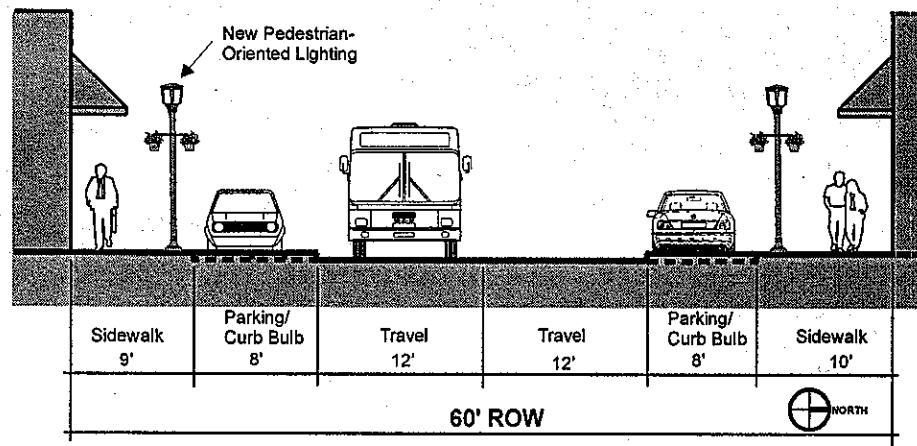 New Pedestrian-
Oriented Lighting
Sidewalk
9'
Parking/
Curb Bulb
8'
Travel
12'
Travel
12'
Parking/
Curb Bulb
8'
Sidewalk
10'
60' ROW
NORTH